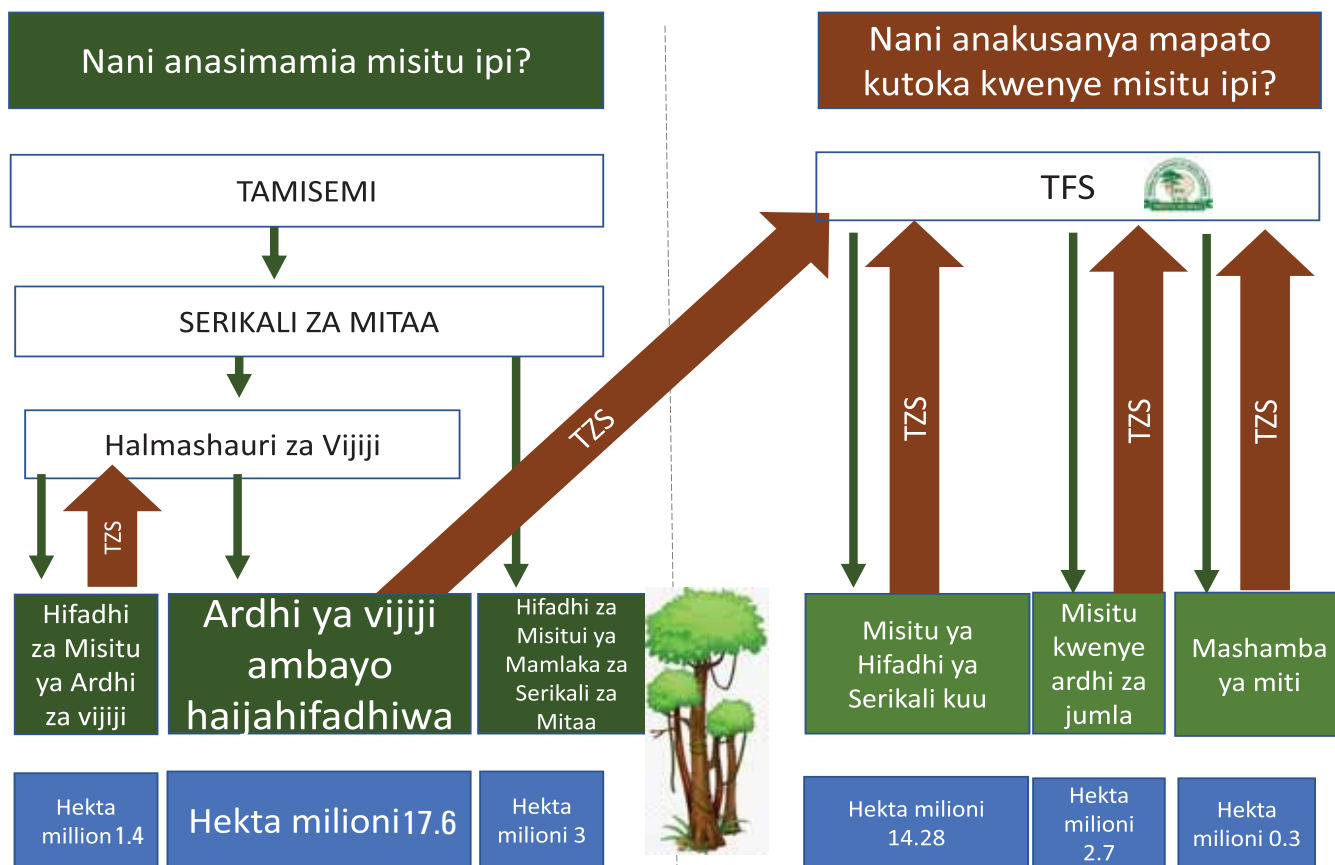 Nani anasimamia misitu ipi?
Nani anakusanya mapato
kutoka kwenye misitu ipi?
TAMISEMI
SERIKALI ZA MITAA
Halmashauri za Vijiji
TZS
TZS
Hifadhi
za Misitu
ya Ardhi
za vijiji
Ardhi ya vijiji
ambayo
haijahifadhiwa
Hifadhi za
Misitui ya
Mamlaka za
Serikali za
Mitaa
Hekta
million 1.4
Hekta milioni 17.6
Hekta
milioni 3
TFS
TZS
TZS
TZS
Misitu ya
Hifadhi ya
Serikali kuu
Misitu
kwenye
ardhi za
jumla
Mashamba
ya miti
Hekta milioni
14.28
Hekta
milioni
2.7
Hekta
milioni 0.3